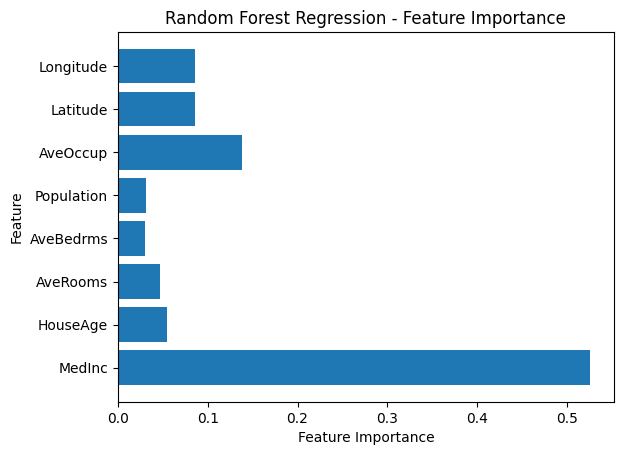 Random Forest Regression - Feature Importance
Longitude
Latitude
AveOccup
Population
AveBedrms
AveRooms
HouseAge
MedInc
Feature
0.0 0.1 0.2 0.3 0.4 0.5
Feature Importance